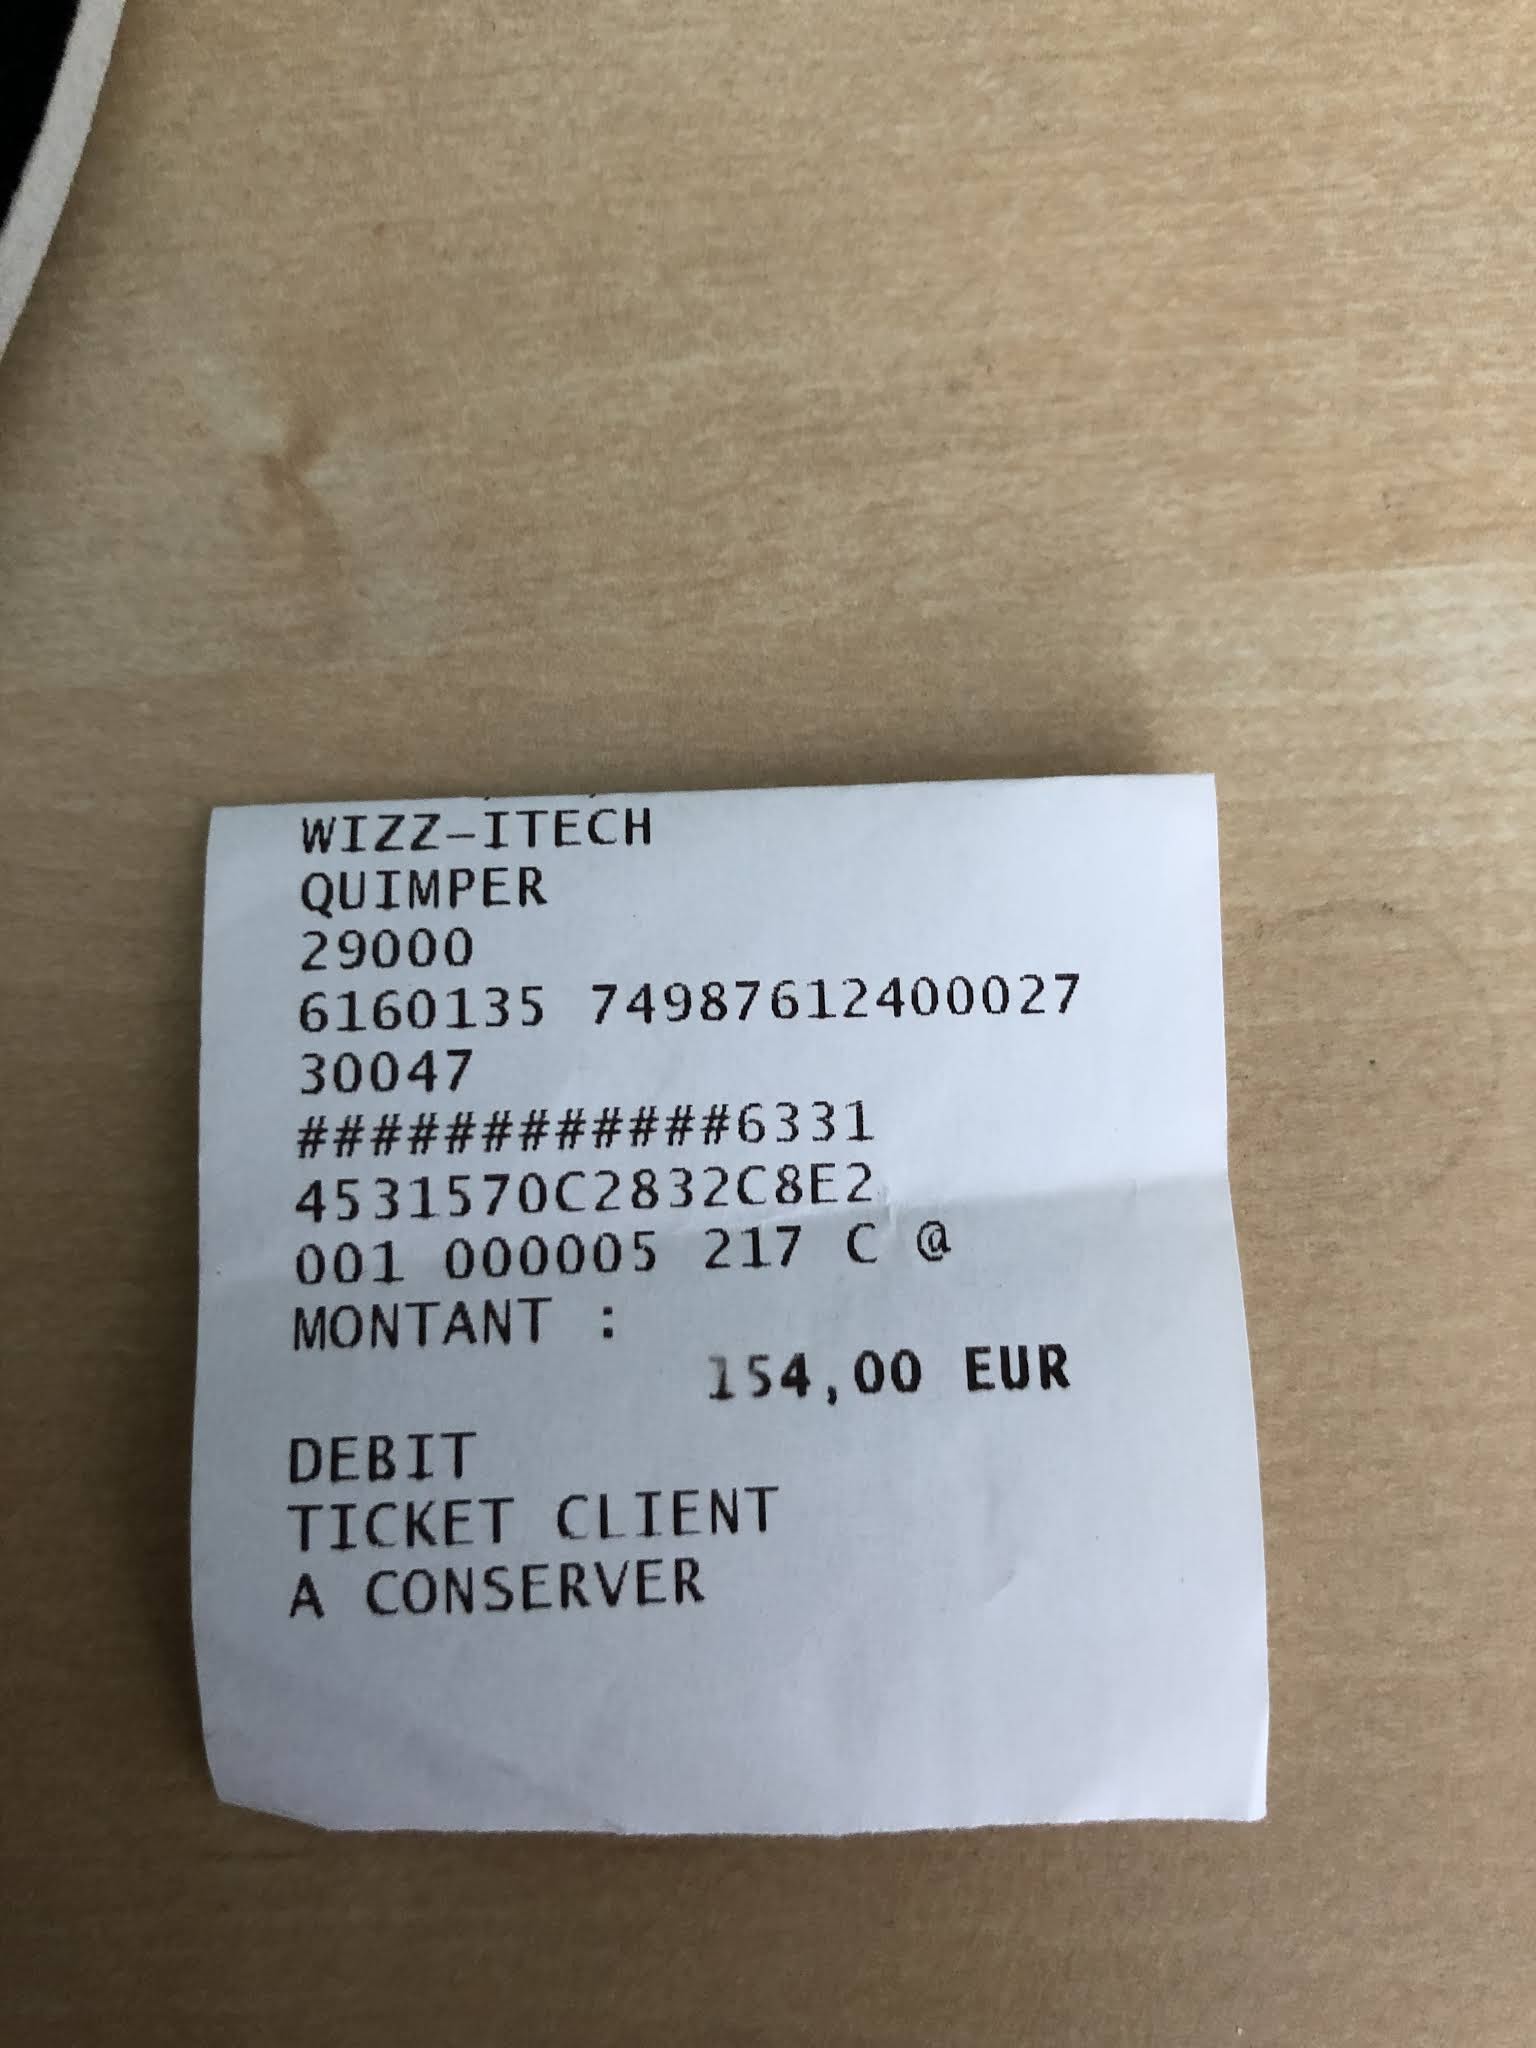 WIZZ-ITECH
QUIMPER
29000
6160135 74987612400027
30047
############6331
4531570C2832C8E2
001 000005 217 C @
MONTANT :
154,00 EUR
DEBIT
TICKET CLIENT
A CONSERVER